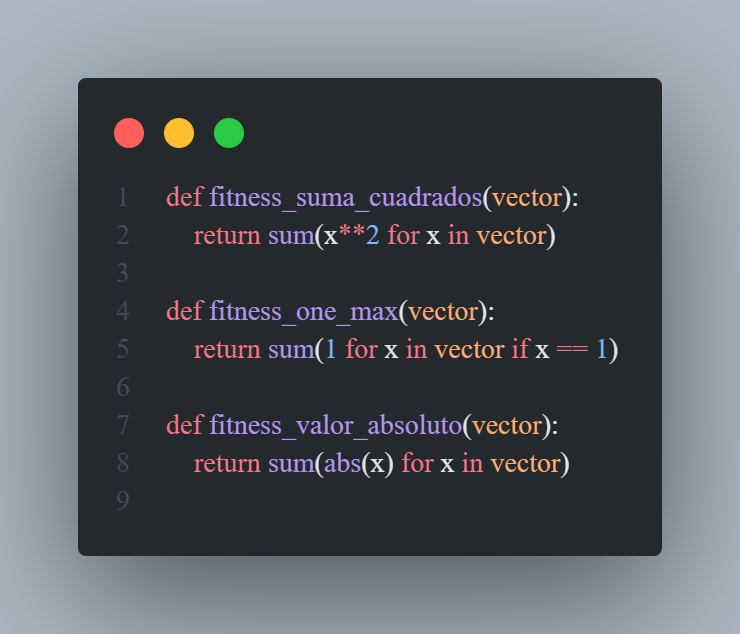 1 def fitness_suma_cuadrados(vector):
2     return sum(x**2 for x in vector)
3
4 def fitness_one_max(vector):
5     return sum(1 for x in vector if x == 1)
6
7 def fitness_valor_absoluto(vector):
8     return sum(abs(x) for x in vector)
9